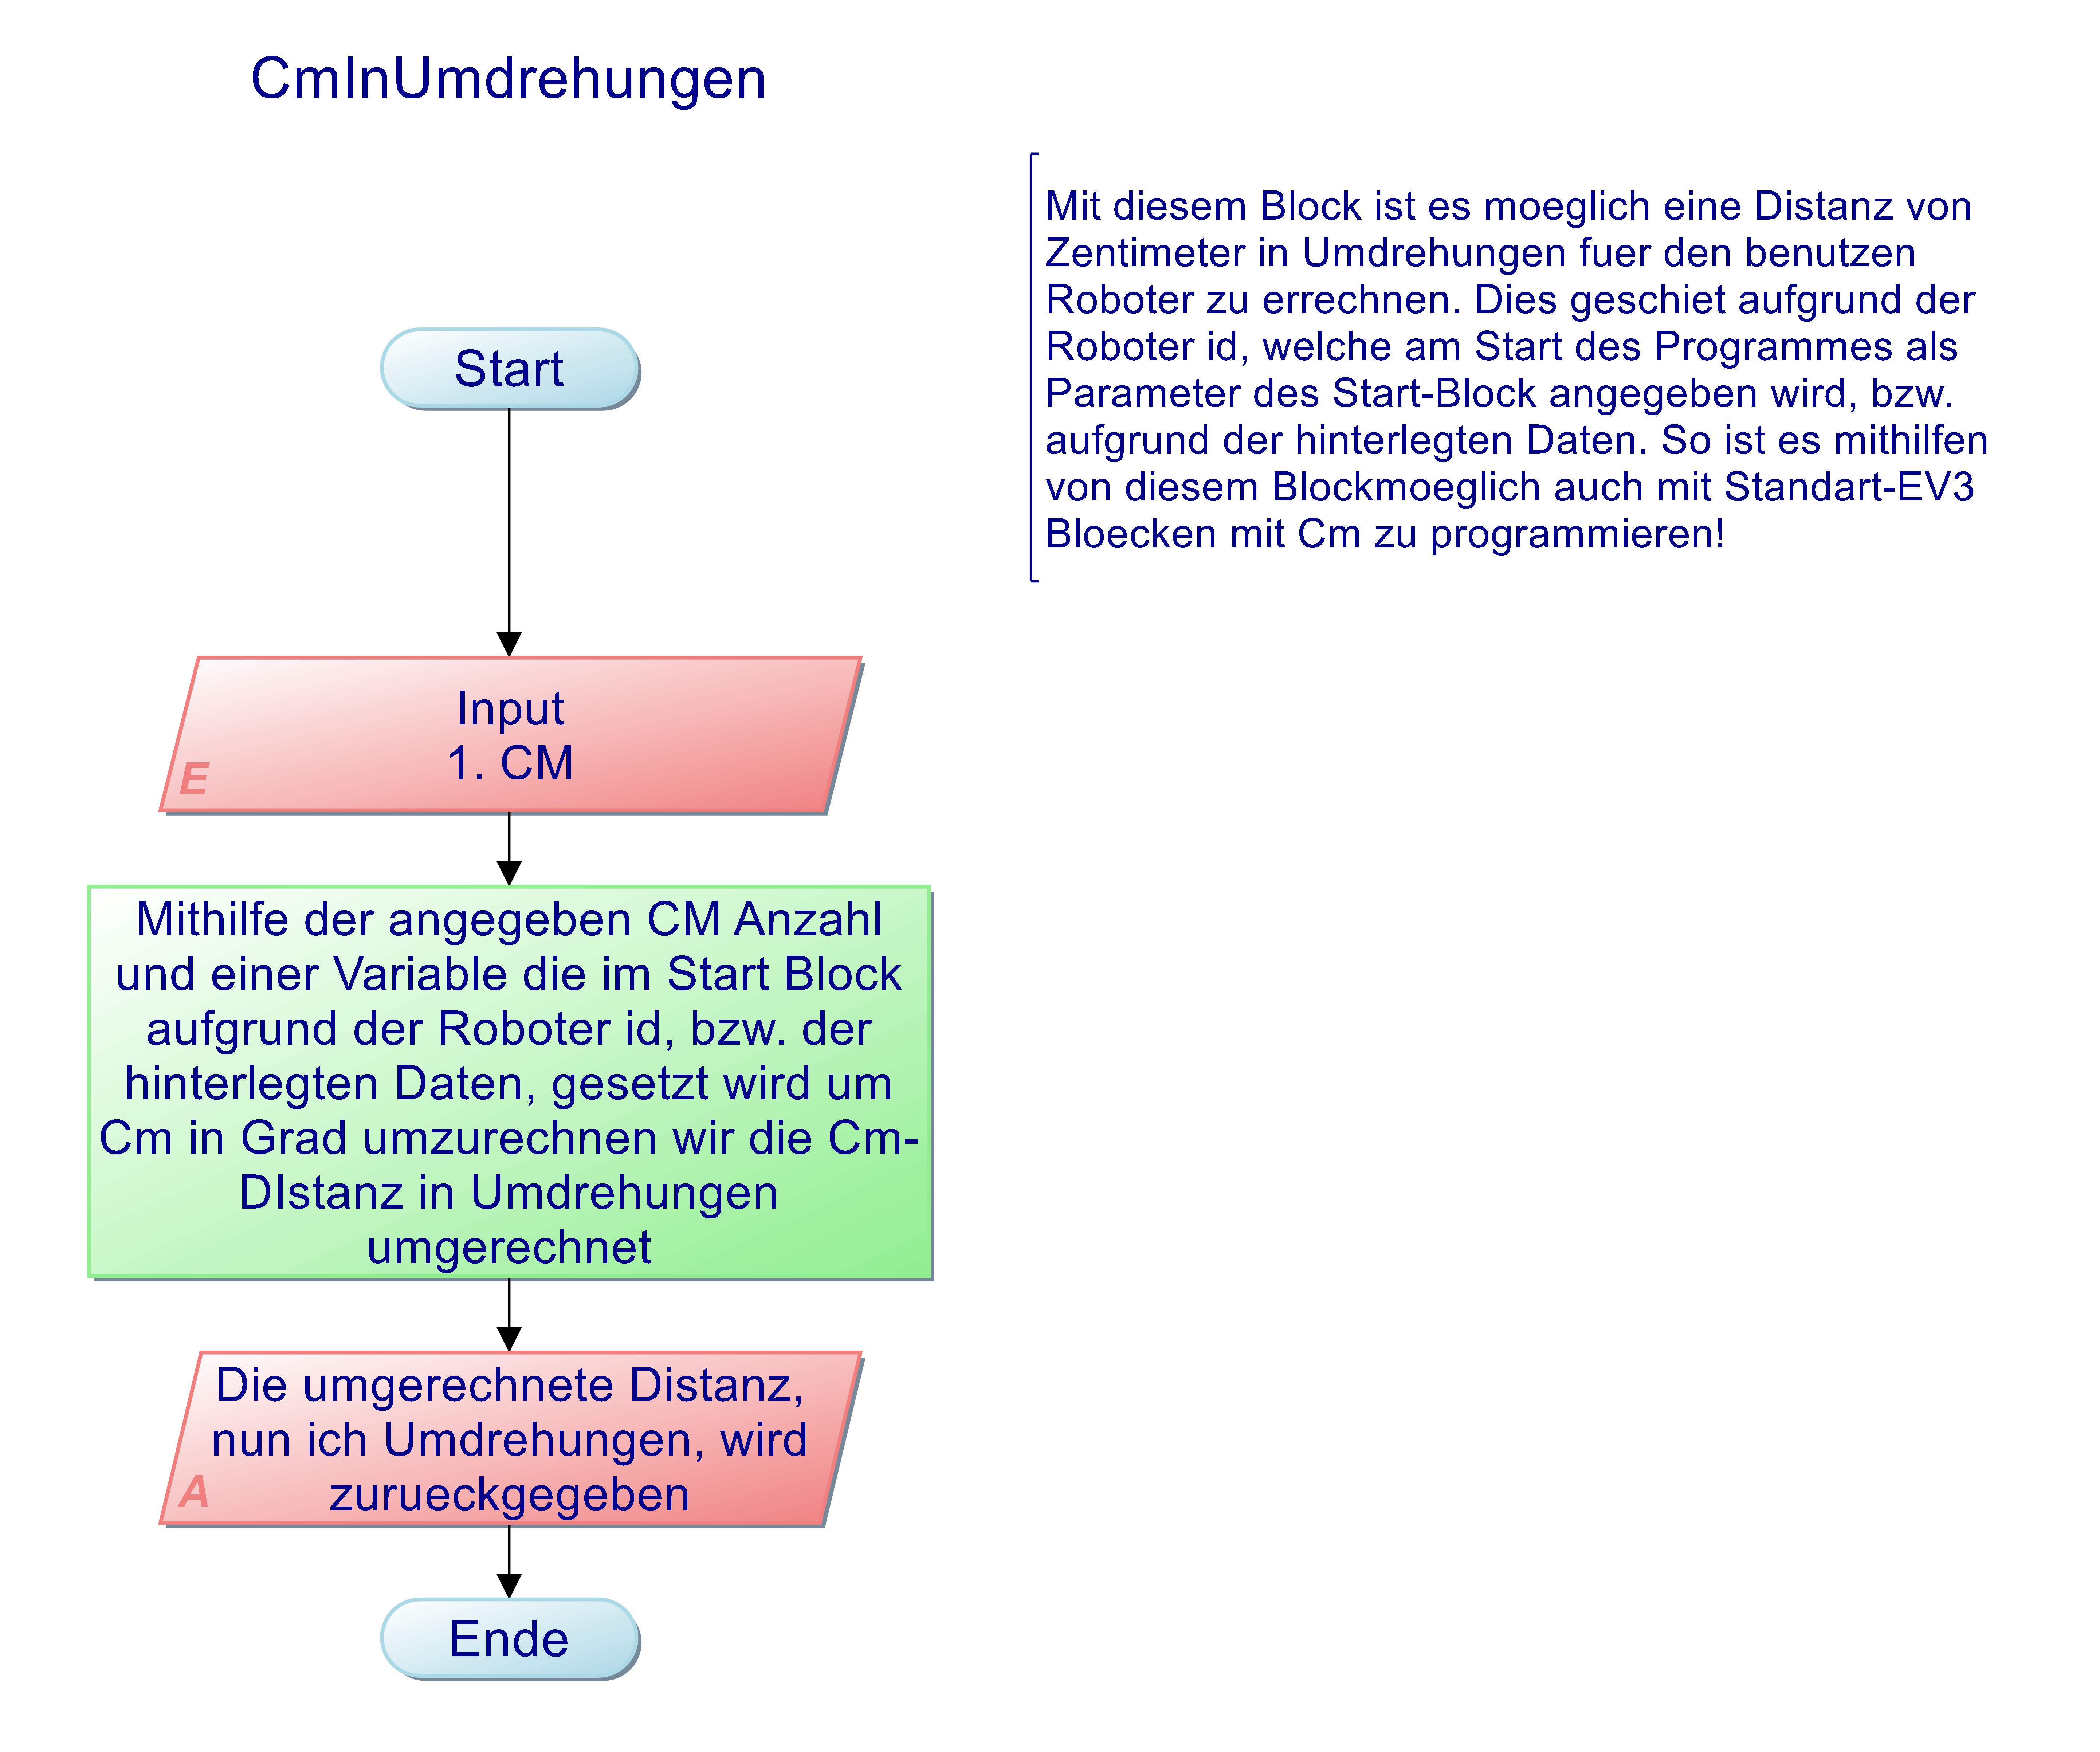 CmInUmdrehungen
Mit diesem Block ist es moeglich eine Distanz von
Zentimeter in Umdrehungen fuer den benutzen
Roboter zu errechnen. Dies geschiet aufgrund der
Roboter id, welche am Start des Programmes als
Parameter des Start-Block angegeben wird, bzw.
aufgrund der hinterlegten Daten. So ist es mithilfen
von diesem Blockmoeglich auch mit Standart-EV3
Bloecken mit Cm zu programmieren!
Start
Input
1. CM
E
Mithilfe der angegeben CM Anzahl
und einer Variable die im Start Block
aufgrund der Roboter id, bzw. der
hinterlegten Daten, gesetzt wird um
Cm in Grad umzurechnen wir die Cm-
DIstanz in Umdrehungen
umgerechnet
Die umgerechnete Distanz,
nun ich Umdrehungen, wird
zurueckgegeben
A
Ende